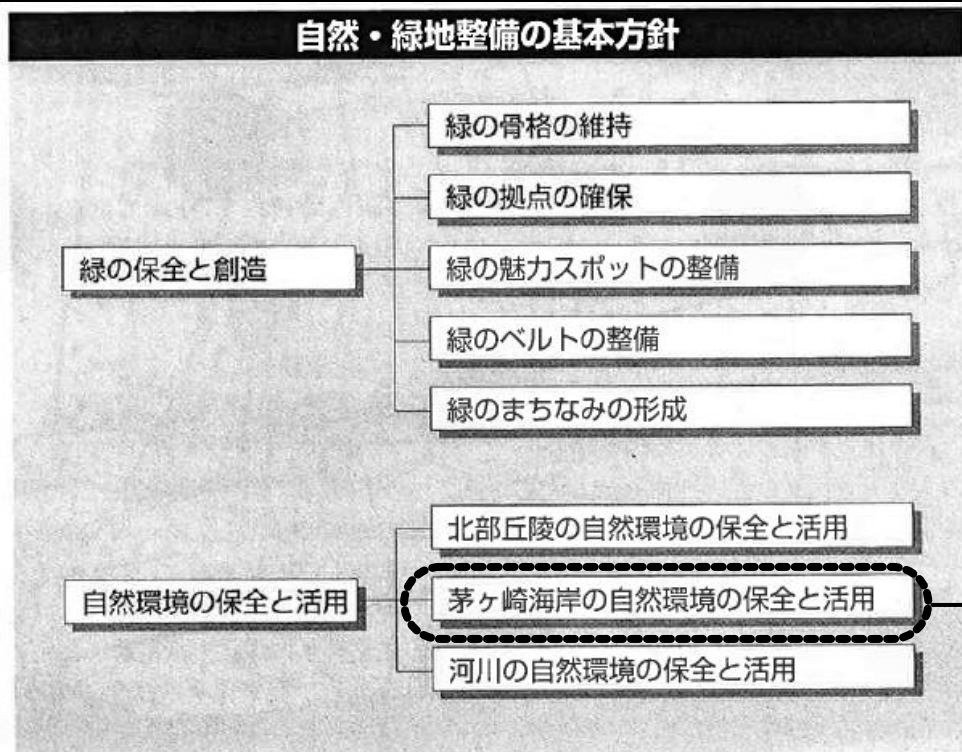 自然・緑地整備の基本方針
緑の保全と創造
緑の骨格の維持
緑の拠点の確保
緑の魅力スポットの整備
緑のベルトの整備
緑のまちなみの形成
自然環境の保全と活用
北部丘陵の自然環境の保全と活用
茅ヶ崎海岸の自然環境の保全と活用
河川の自然環境の保全と活用